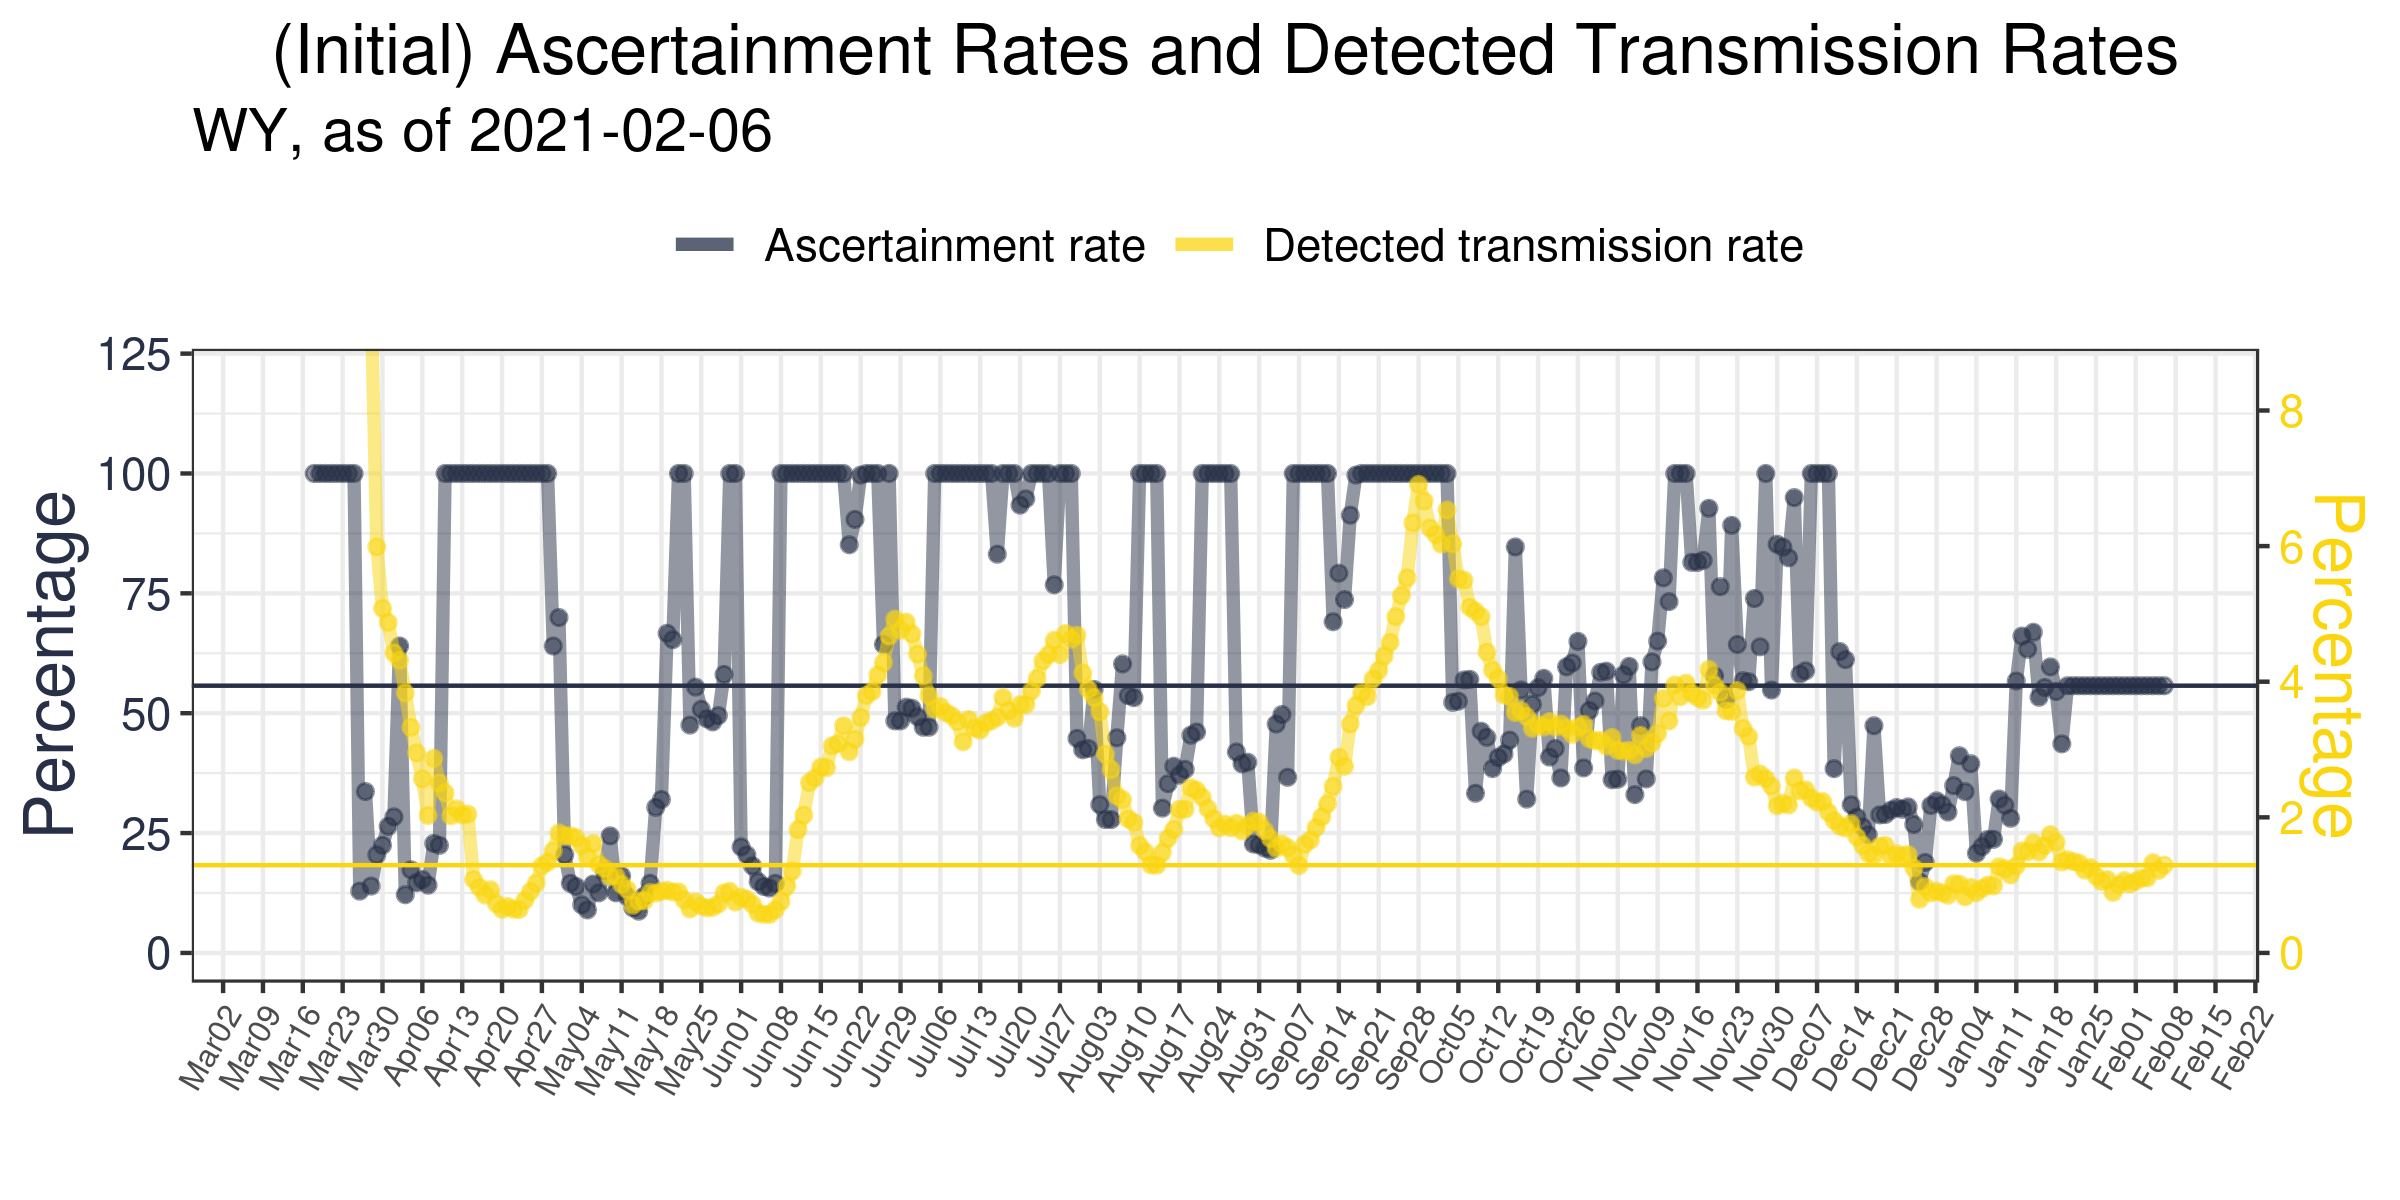 (Initial) Ascertainment Rates and Detected Transmission Rates
WY, as of 2021-02-06
Ascertainment rate
Detected transmission rate
Percentage
125
100
75
50
25
0
8
6
4
2
0
Percentage
Mar02
Mar09
Mar16
Mar23
Mar30
Apr06
Apr13
Apr20
Apr27
May04
May11
May18
May25
Jun01
Jun08
Jun15
Jun22
Jun29
Jul06
Jul13
Jul20
Jul27
Aug03
Aug10
Aug17
Aug24
Aug31
Sep07
Sep14
Sep21
Sep28
Oct05
Oct12
Oct19
Oct26
Nov02
Nov09
Nov16
Nov23
Nov30
Dec07
Dec14
Dec21
Dec28
Jan04
Jan11
Jan18
Jan25
Feb01
Feb08
Feb15
Feb22